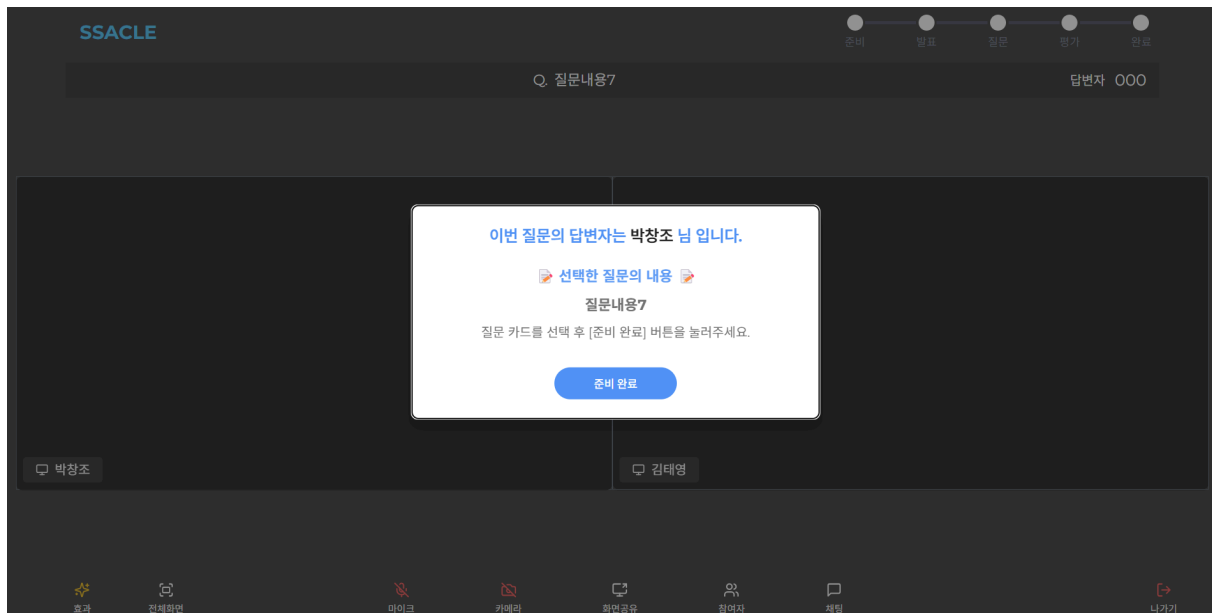 SSACLE
준비 발표 질문 평가 완료
Q. 질문내용7
답변자 OOO
이번 질문의 답변자는 박창조 님 입니다.
📝 선택한 질문의 내용 📝
질문내용7
질문 카드를 선택 후 [준비 완료] 버튼을 눌러주세요.
준비 완료
박창조
김태영
효과 전체화면 마이크 카메라 화면공유 참여자 채팅 나가기